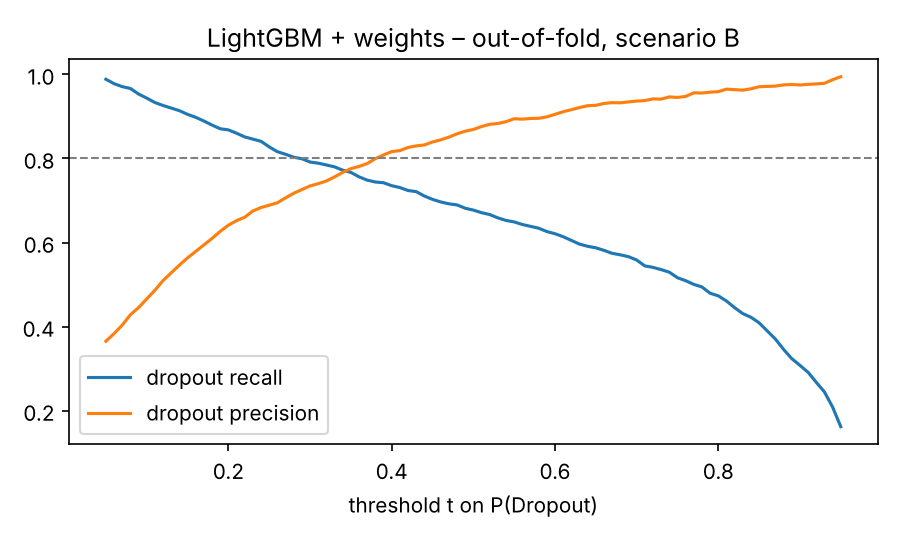 LightGBM + weights – out-of-fold, scenario B
1.0
0.8
0.6
0.4
0.2
dropout recall
dropout precision
0.2 0.4 0.6 0.8
threshold t on P(Dropout)